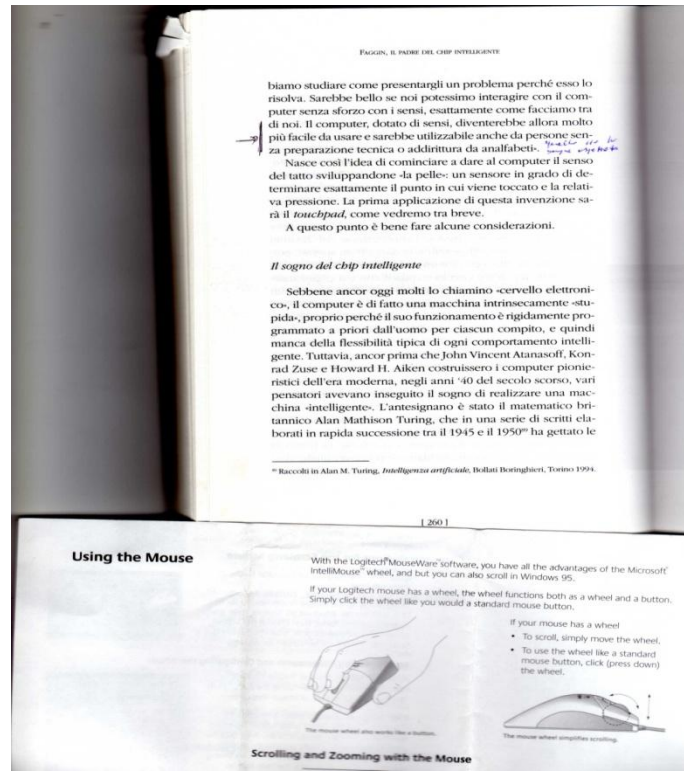 FAGGIN, IL PADRE DEL CHIP INTELLIGENTE
biamo studiare come presentargli un problema perché esso lo
risolva. Sarebbe bello se noi potessimo interagire con il com-
puter senza sforzo con i sensi, esattamente come facciamo tra
di noi. Il computer, dotato di sensi, diventerebbe allora molto
più facile da usare e sarebbe utilizzabile anche da persone sen-
za preparazione tecnica o addirittura da analfabeti».
Nasce così l'idea di cominciare a dare al computer il senso
del tatto sviluppandone «la pelle»: un sensore in grado di de-
terminare esattamente il punto in cui viene toccato e la relati-
va pressione. La prima applicazione di questa invenzione sa-
rà il touchpad, come vedremo tra breve.
A questo punto è bene fare alcune considerazioni.
Il sogno del chip intelligente
Sebbene ancor oggi molti lo chiamino «cervello elettroni-
co», il computer è di fatto una macchina intrinsecamente «stu-
pida», proprio perché il suo funzionamento è rigidamente pro-
grammato a priori dall'uomo per ciascun compito, e quindi
manca della flessibilità tipica di ogni comportamento intelli-
gente. Tuttavia, ancor prima che John Vincent Atanasoff, Kon-
rad Zuse e Howard H. Aiken costruissero i computer pionie-
ristici dell'era moderna, negli anni '40 del secolo scorso, vari
pensatori avevano inseguito il sogno di realizzare una mac-
china «intelligente». L'antesignano è stato il matematico bri-
tannico Alan Mathison Turing, che in una serie di scritti ela-
borati in rapida successione tra il 1945 e il 1950 ha gettato le
Raccolti in Alan M. Turing, Intelligenza artificiale, Bollati Boringhieri, Torino 1994.
[ 260 ]
Using the Mouse
With the Logitech® MouseWare™ software, you have all the advantages of the Microsoft®
IntelliMouse™ wheel, and but you can also scroll in Windows 95.
If your Logitech mouse has a wheel, the wheel functions both as a wheel and a button.
Simply click the wheel like you would a standard mouse button.
If your mouse has a wheel
• To scroll, simply move the wheel.
• To use the wheel like a standard
mouse button, click (press down)
the wheel.
The mouse wheel also works like a button.
The mouse wheel simplifies scrolling.
Scrolling and Zooming with the Mouse